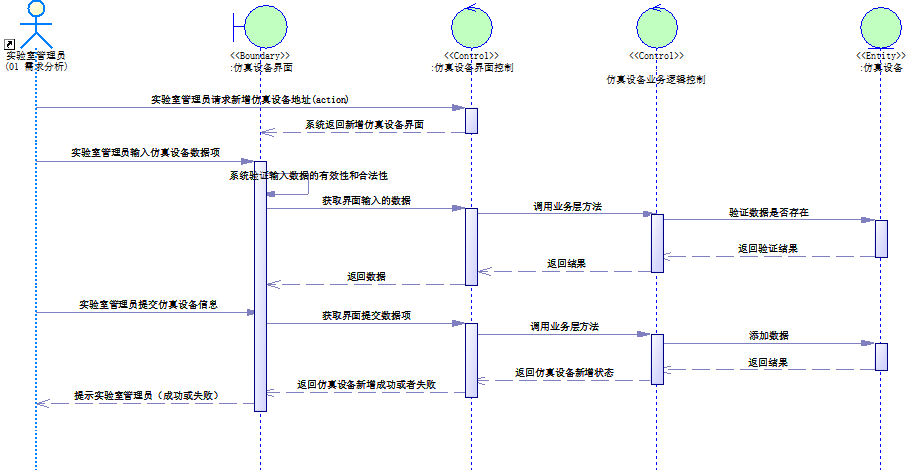 实验室管理员
(01 需求分析)
<<Boundary>>
:仿真设备界面
<<Control>>
:仿真设备界面控制
<<Control>>
仿真设备业务逻辑控制
<<Entity>>
:仿真设备
实验室管理员请求新增仿真设备地址(action)
系统返回新增仿真设备界面
实验室管理员输入仿真设备数据项
系统验证输入数据的有效性和合法性
获取界面输入的数据
调用业务层方法
验证数据是否存在
返回验证结果
返回结果
返回数据
实验室管理员提交仿真设备信息
获取界面提交数据项
调用业务层方法
添加数据
返回结果
返回仿真设备新增状态
返回仿真设备新增成功或者失败
提示实验室管理员（成功或失败）